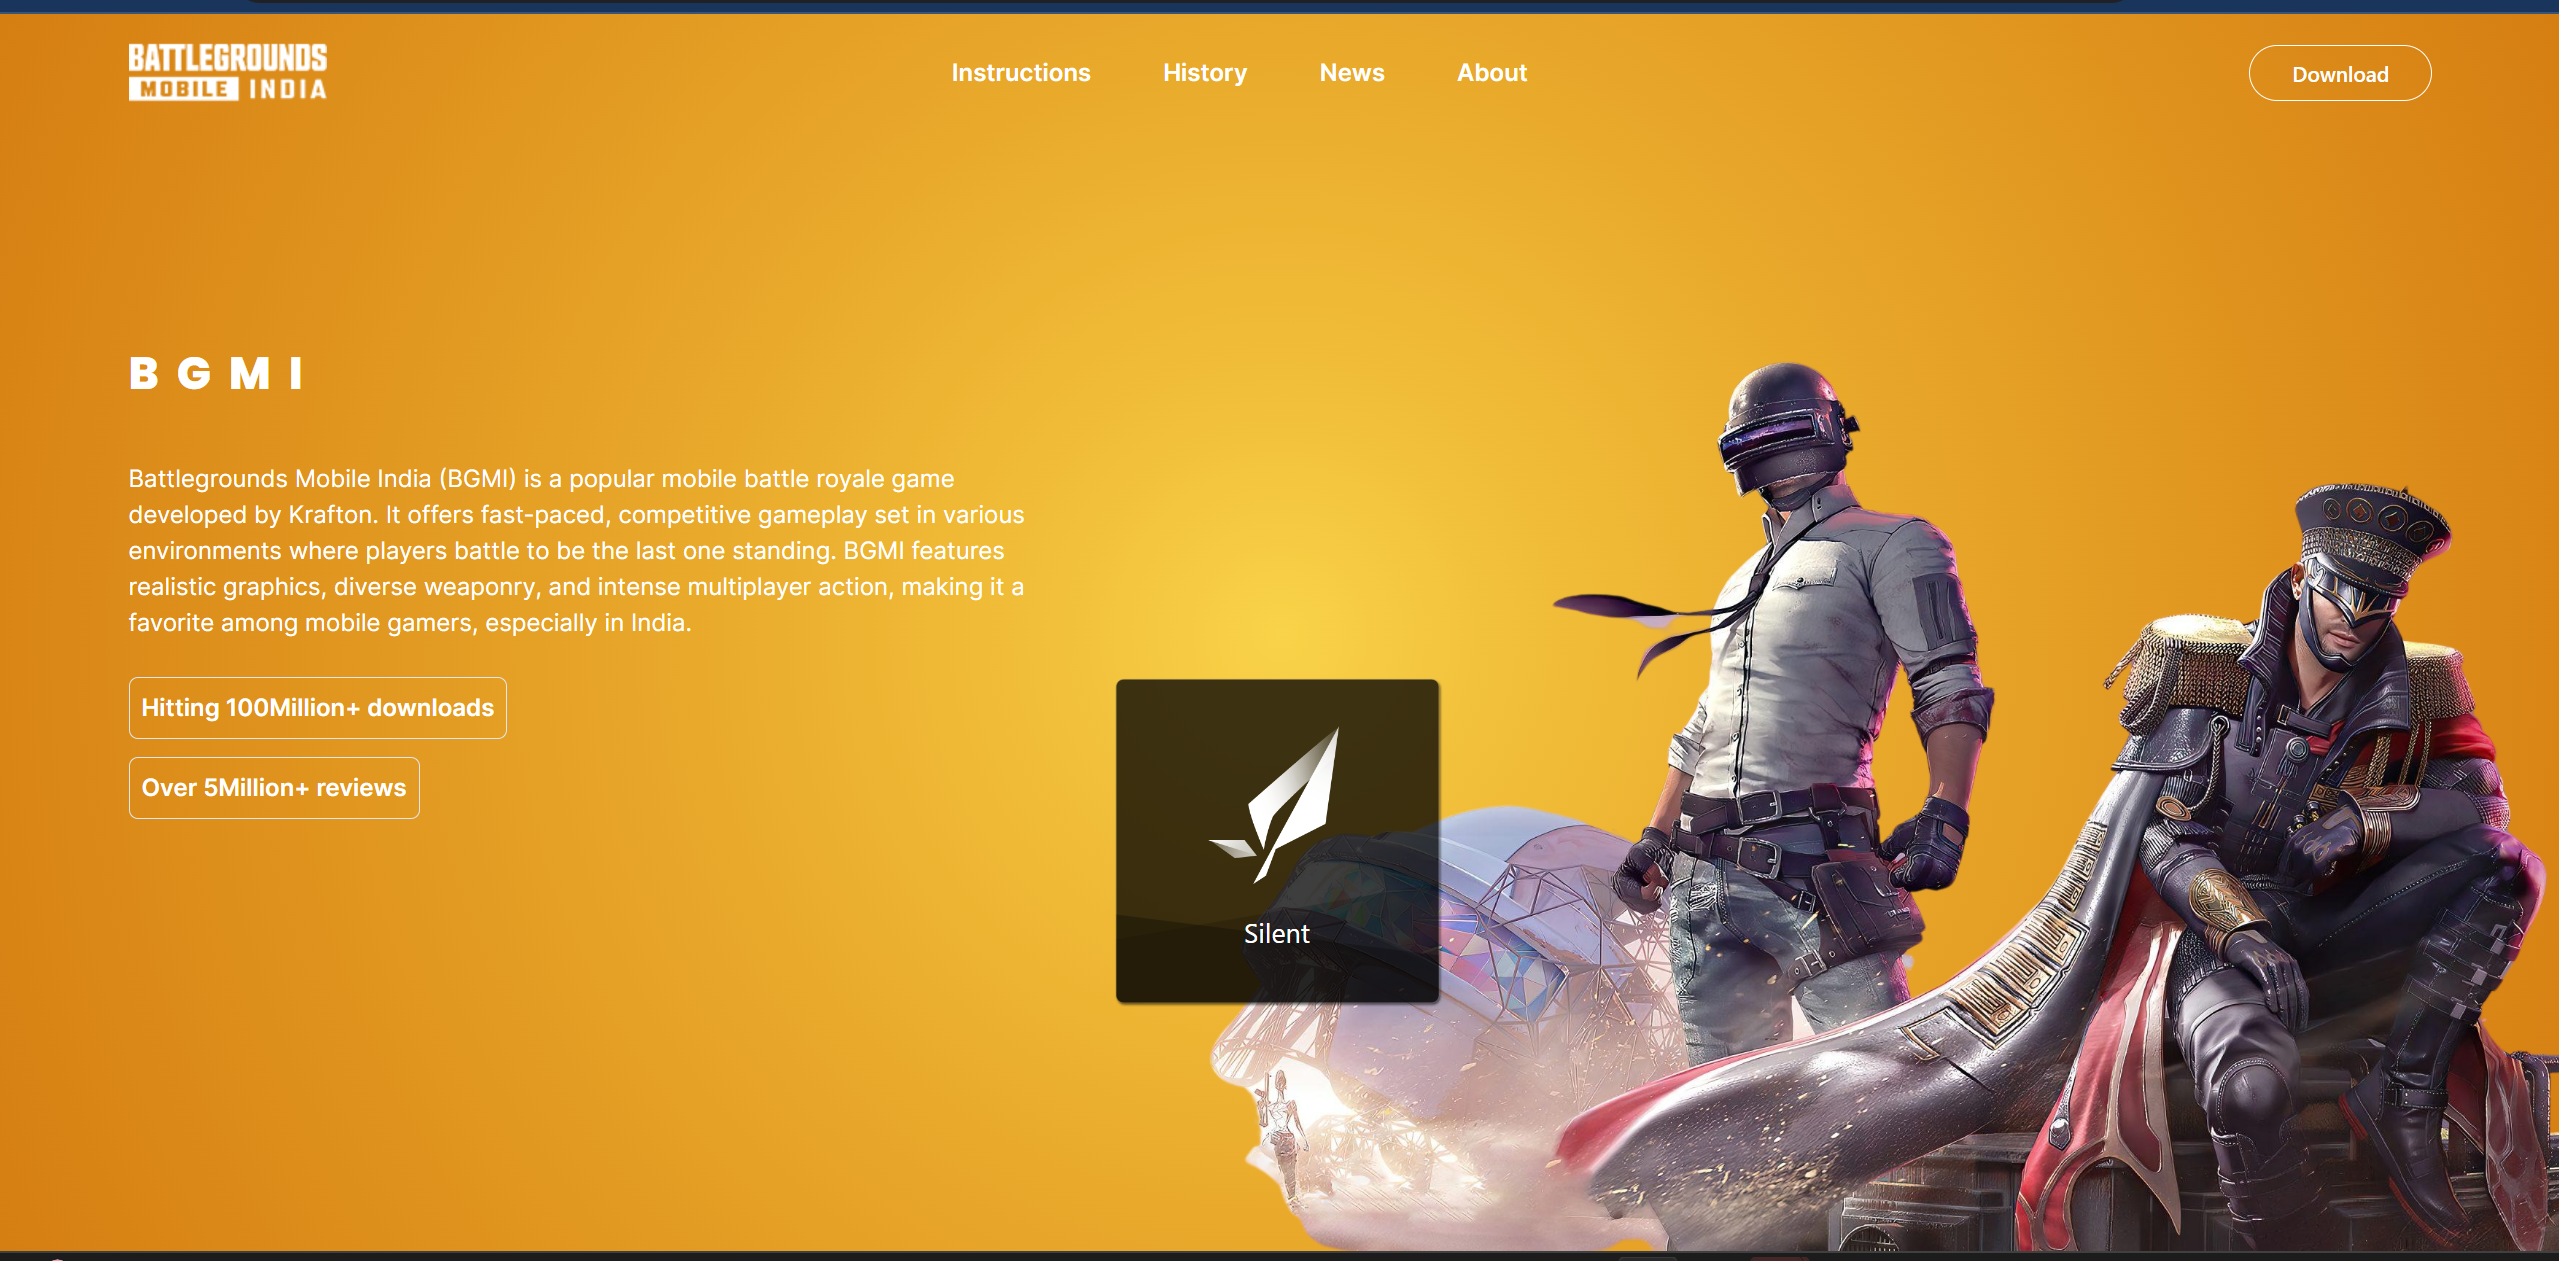 BATTLEGROUNDS
MOBILE INDIA
Instructions
History
News
About
Download
BGMI
Battlegrounds Mobile India (BGMI) is a popular mobile battle royale game
developed by Krafton. It offers fast-paced, competitive gameplay set in various
environments where players battle to be the last one standing. BGMI features
realistic graphics, diverse weaponry, and intense multiplayer action, making it a
favorite among mobile gamers, especially in India.
Hitting 100Million+ downloads
Over 5Million+ reviews
Silent